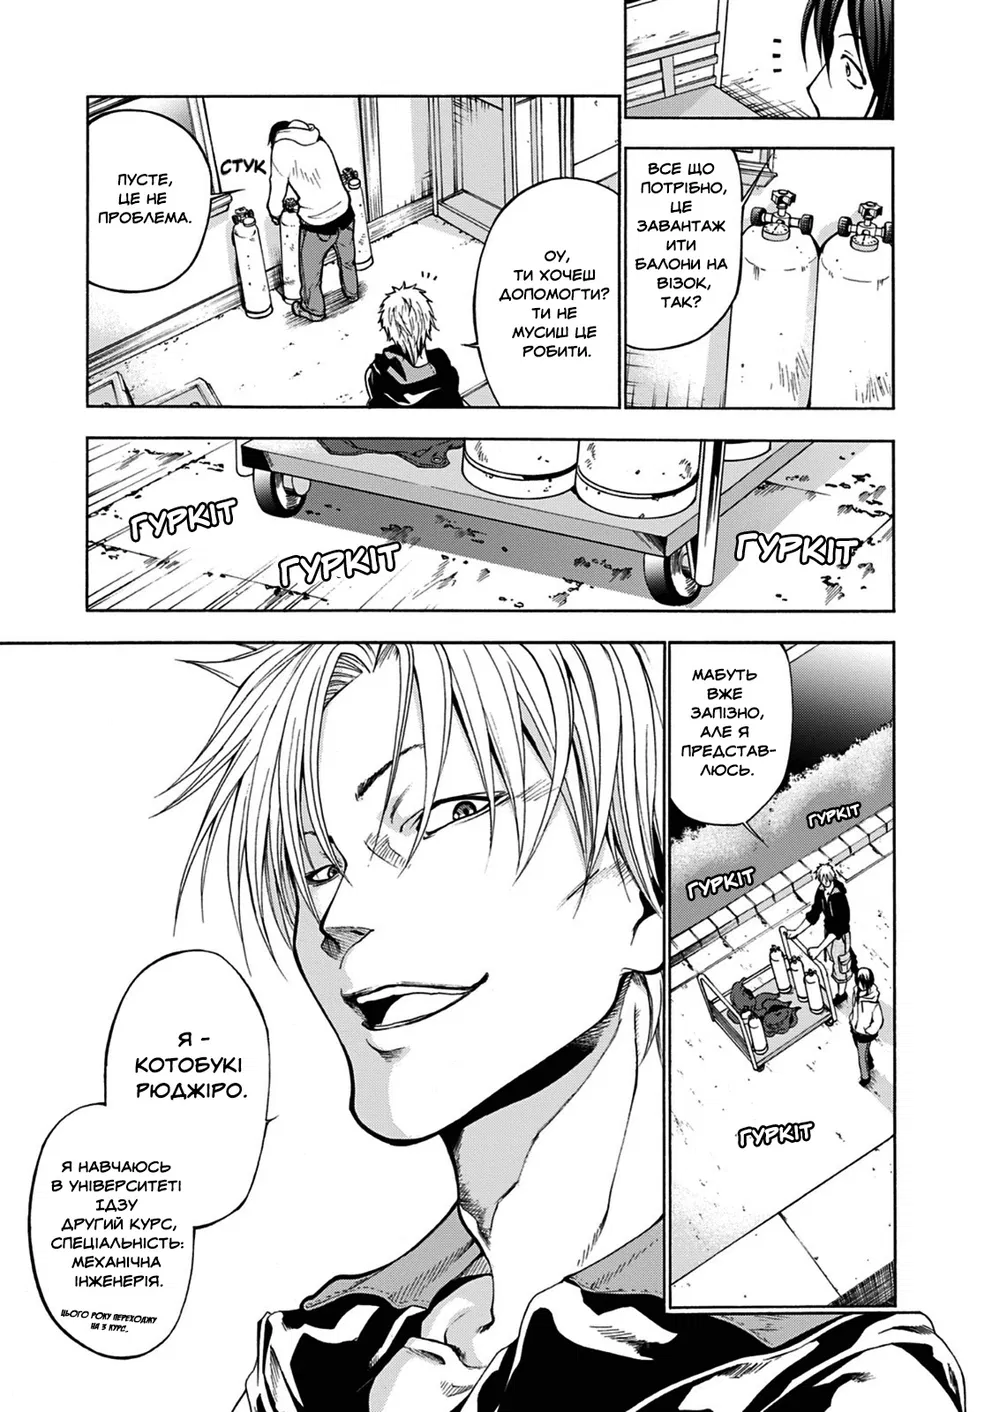 ВСЕ ЩО
ПОТРІБНО,
ЦЕ
ЗАВАНТАЖ
ИТИ
БАЛОНИ НА
ВІЗОК,
ТАК?
ОУ,
ТИ ХОЧЕШ
ДОПОМОГТИ?
ТИ НЕ
МУСИШ ЦЕ
РОБИТИ.
СТУК
ПУСТЕ,
ЦЕ НЕ
ПРОБЛЕМА.
ГУРКІТ
ГУРКІТ
ГУРКІТ
МАБУТЬ
ВЖЕ
ЗАПІЗНО,
АЛЕ Я
ПРЕДСТАВ-
ЛЮСЬ.
ГУРКІТ
ГУРКІТ
ГУРКІТ
Я -
КОТОБУКІ
РЮДЖІРО.
Я НАВЧАЮСЬ
В УНІВЕРСИТЕТІ
ІДЗУ
ДРУГИЙ КУРС,
СПЕЦІАЛЬНІСТЬ:
МЕХАНІЧНА
ІНЖЕНЕРІЯ.
ЦЬОГО РОКУ ПЕРЕХОДЖУ
НА 3 КУРС.